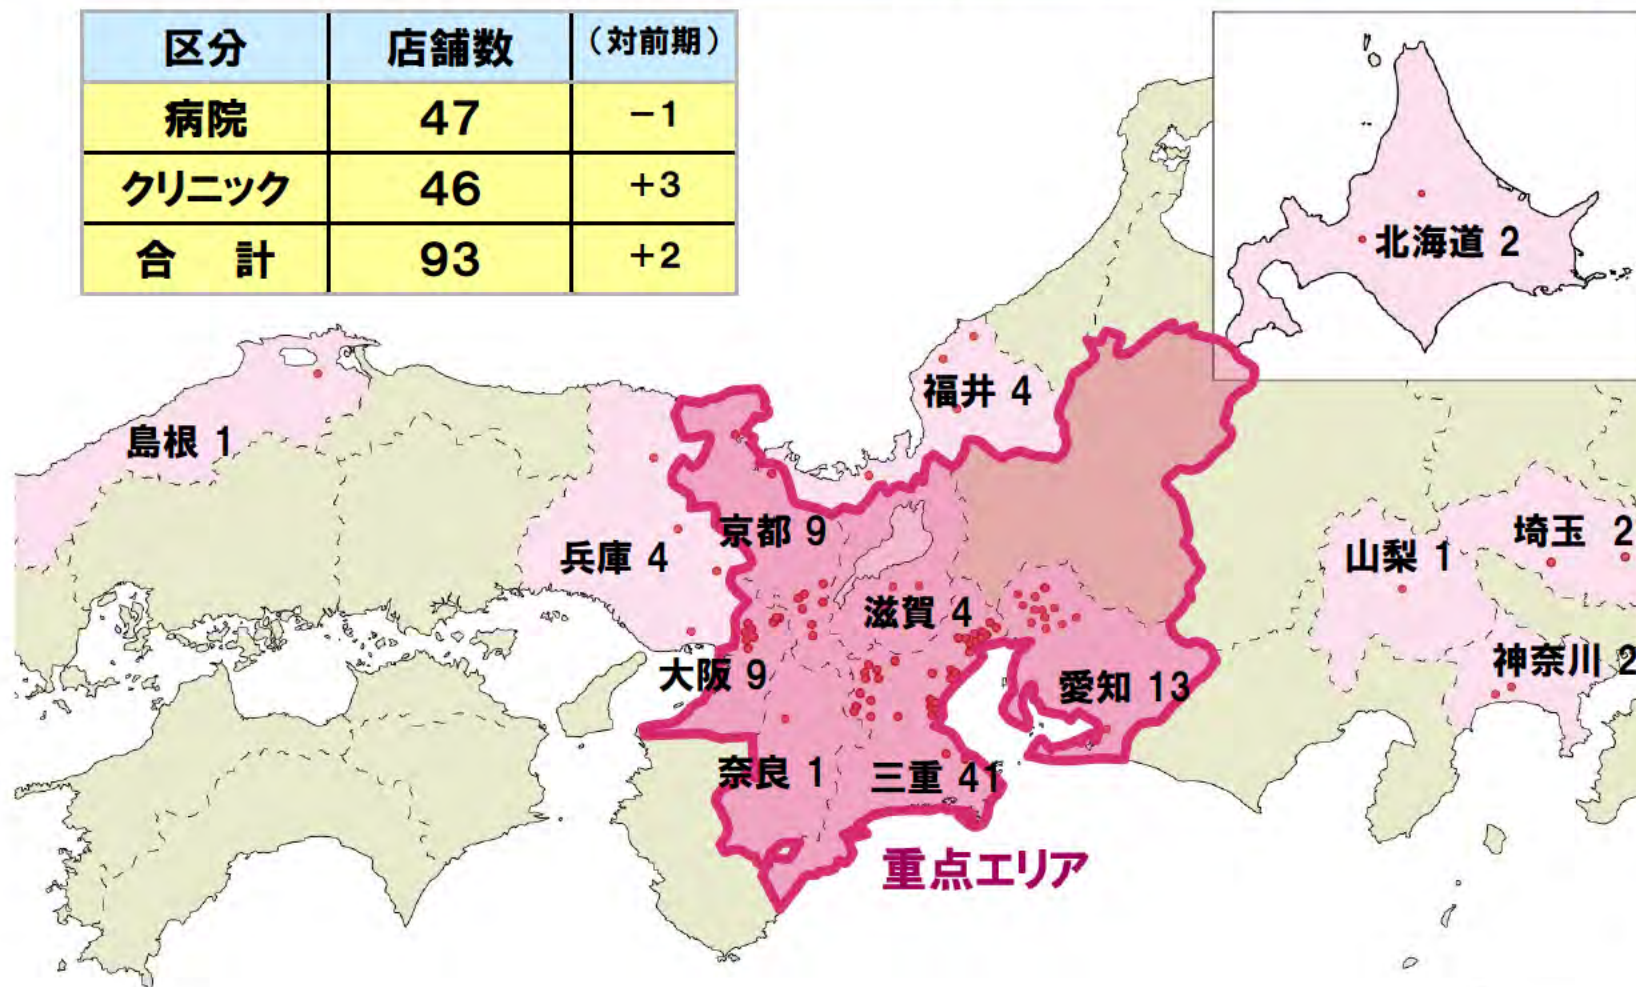 区分 店舗数 （対前期）
病院 47 －1
クリニック 46 ＋3
合 計 93 ＋2
北海道 2
福井 4
島根 1
京都 9
兵庫 4
埼玉 2
山梨 1
滋賀 4
大阪 9
愛知 13
神奈川 2
奈良 1
三重 41
重点エリア